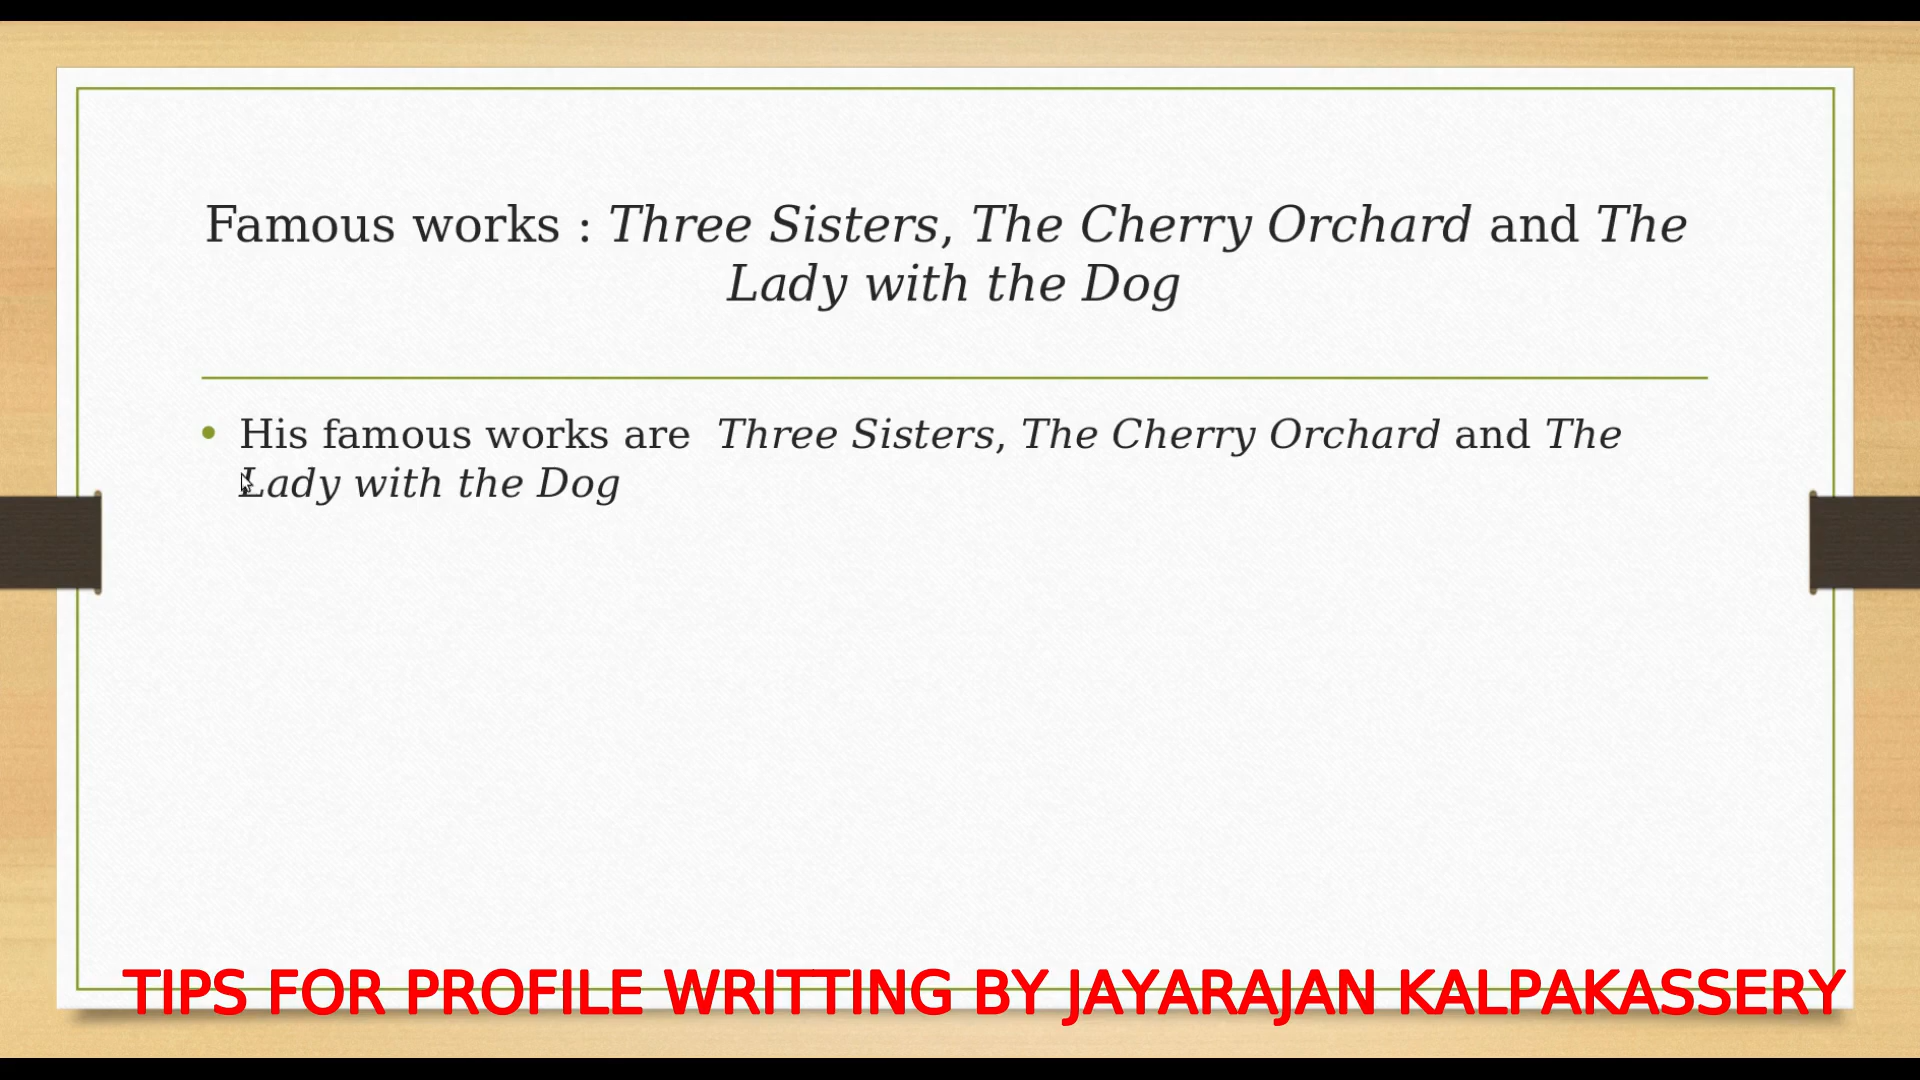 Famous works : Three Sisters, The Cherry Orchard and The
Lady with the Dog
• His famous works are Three Sisters, The Cherry Orchard and The
Lady with the Dog
TIPS FOR PROFILE WRITTING BY JAYARAJAN KALPAKASSERY